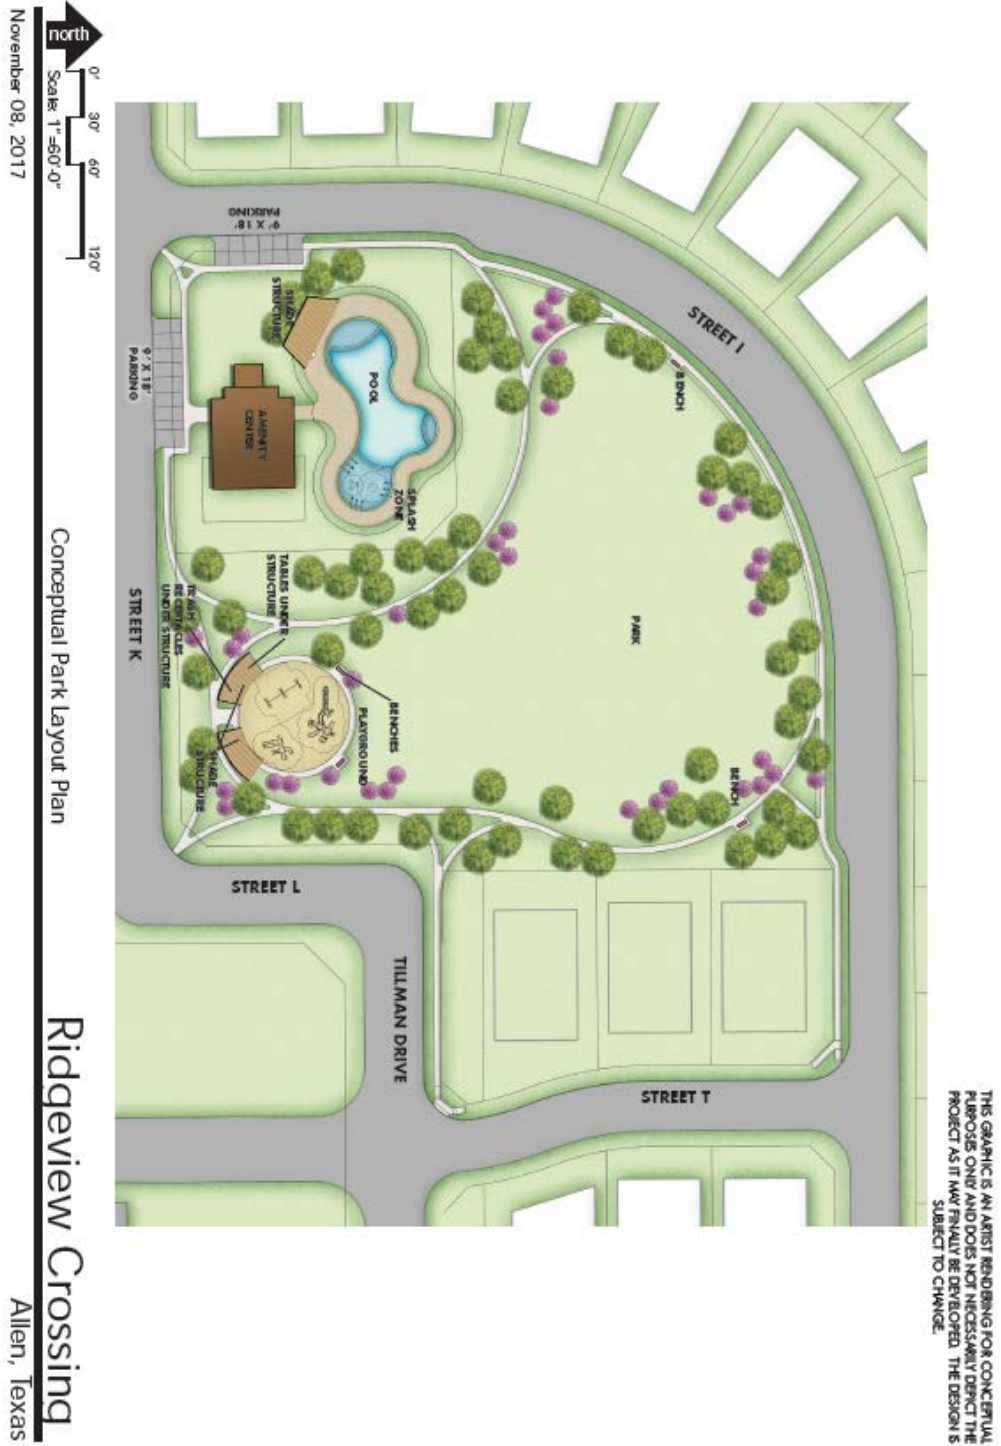 THIS GRAPHIC IS AN ARTIST RENDERING FOR CONCEPTUAL
PURPOSES ONLY AND DOES NOT NECESSARILY DEPICT THE
PROJECT AS IT MAY FINALLY BE DEVELOPED. THE DESIGN IS
SUBJECT TO CHANGE.
STREET I
BENCH
BENCH
PARK
STREET T
SPLASH
ZONE
POOL
BENCHES
PLAYGROUND
TILLMAN DRIVE
SHADE
STRUCTURE
AMENITY
CENTER
TABLES UNDER
STRUCTURE
STREET L
9' X 18'
PARKING
TRASH
RECEPTACLES
UNDER STRUCTURE
SHADE
STRUCTURE
9' X 18'
PARKING
STREET K
0' 30' 60' 120'
north
Scale: 1"=60'-0"
Conceptual Park Layout Plan
Ridgeview Crossing
November 08, 2017
Allen, Texas